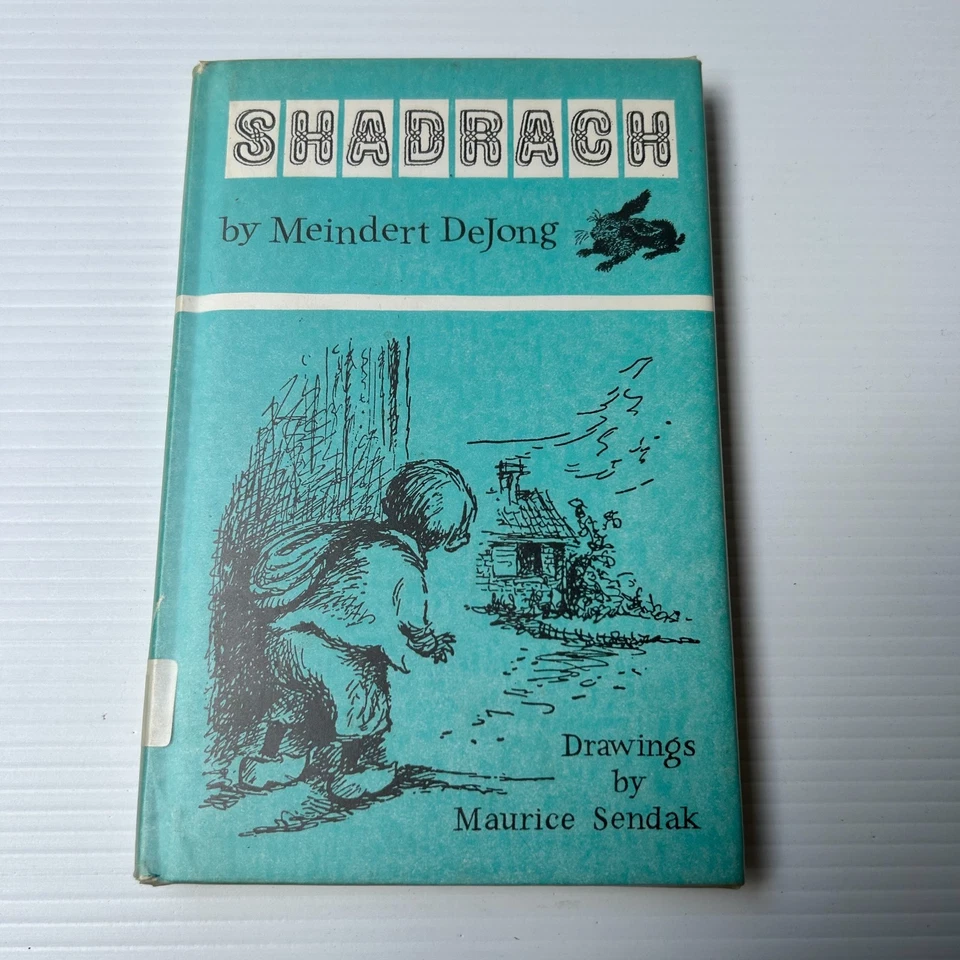 SHADRACH
by Meindert DeJong
Drawings
by
Maurice Sendak